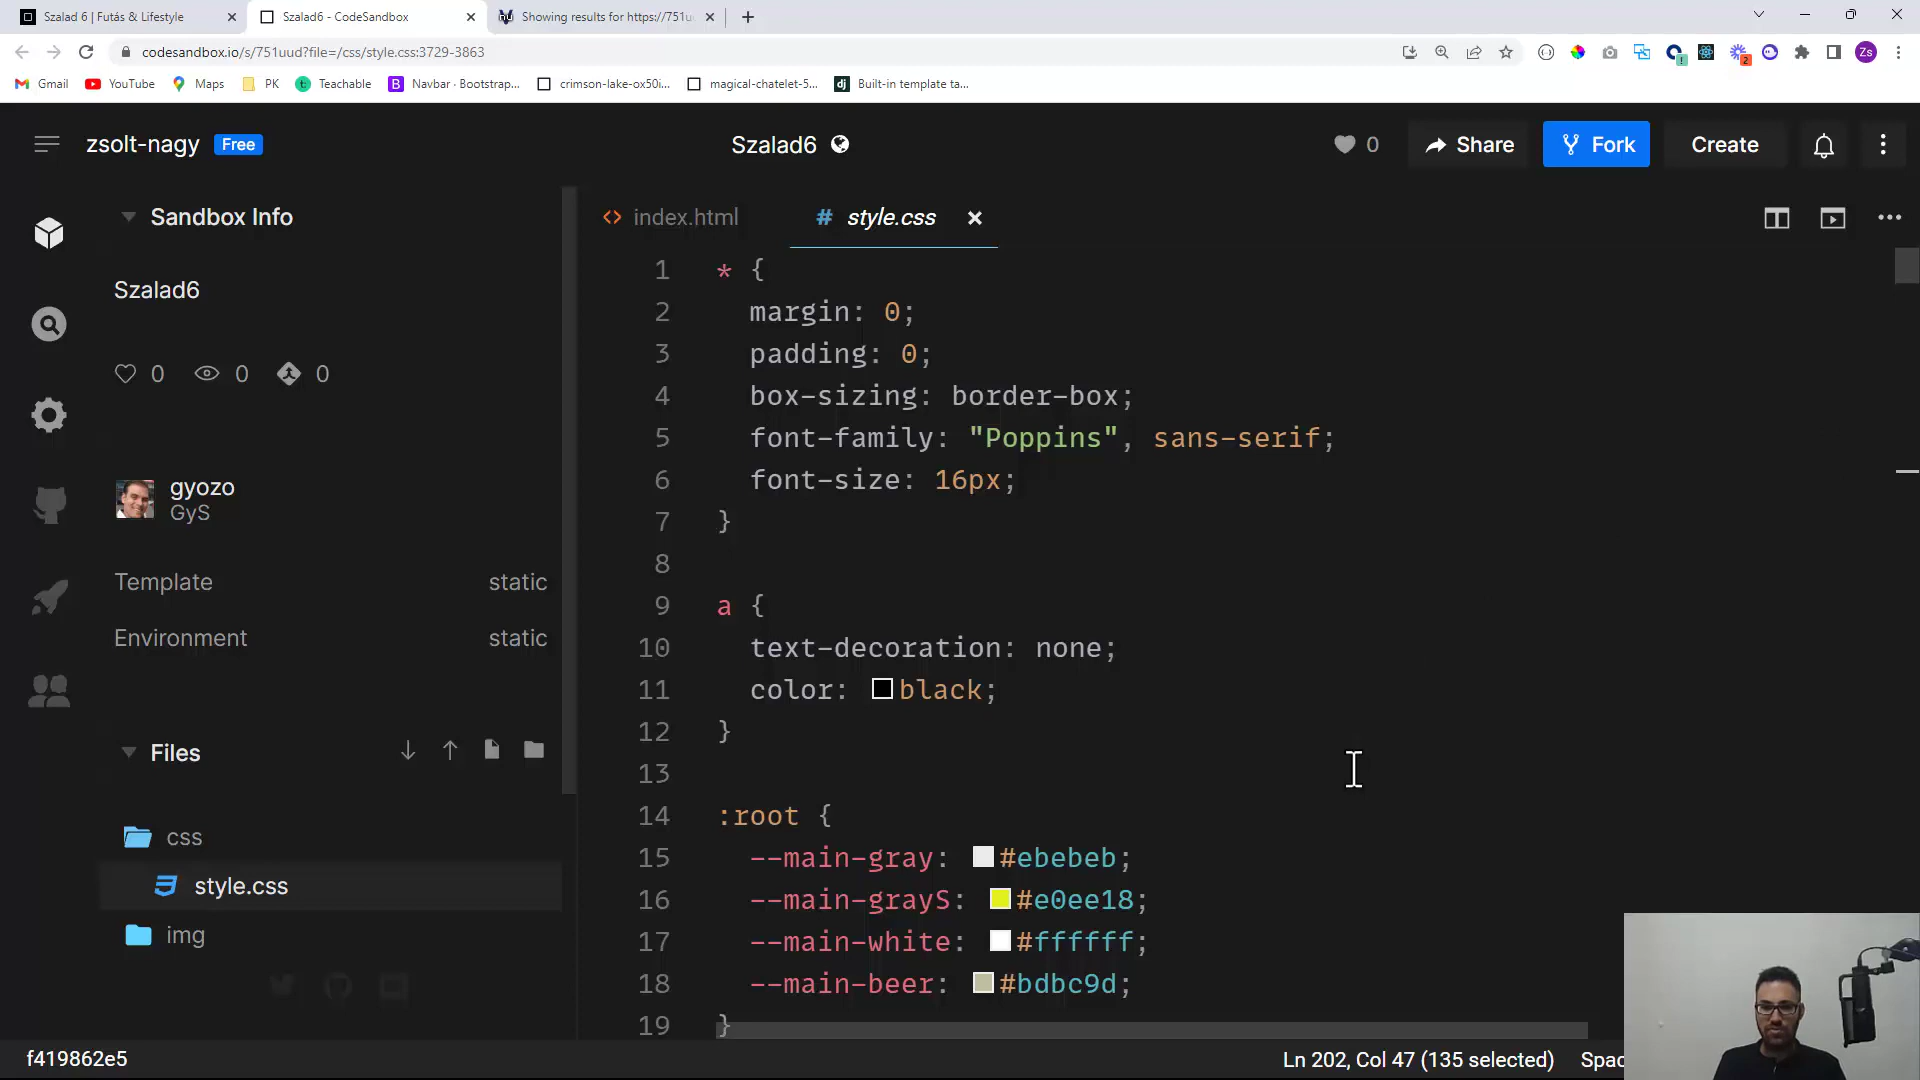 Szalad 6 | Futás & Lifestyle
Szalad6 - CodeSandbox
Showing results for https://751u
codesandbox.io/s/751uud?file=/css/style.css:3729-3863
2
Zs
Gmail
YouTube
Maps
PK
Teachable
Navbar · Bootstrap...
crimson-lake-ox50i...
magical-chatelet-5...
dj Built-in template ta...
zsolt-nagy Free
Szalad6
0
Share
Fork
Create
Sandbox Info
Szalad6
0 0 0
gyozo
GyS
Template static
Environment static
Files
css
style.css
img
<> index.html
# style.css
1 * {
2 margin: 0;
3 padding: 0;
4 box-sizing: border-box;
5 font-family: "Poppins", sans-serif;
6 font-size: 16px;
7 }
8
9 a {
10 text-decoration: none;
11 color: black;
12 }
13
14 :root {
15 --main-gray: #ebebeb;
16 --main-grayS: #e0ee18;
17 --main-white: #ffffff;
18 --main-beer: #bdbc9d;
19 }
f419862e5
Ln 202, Col 47 (135 selected)
Spac